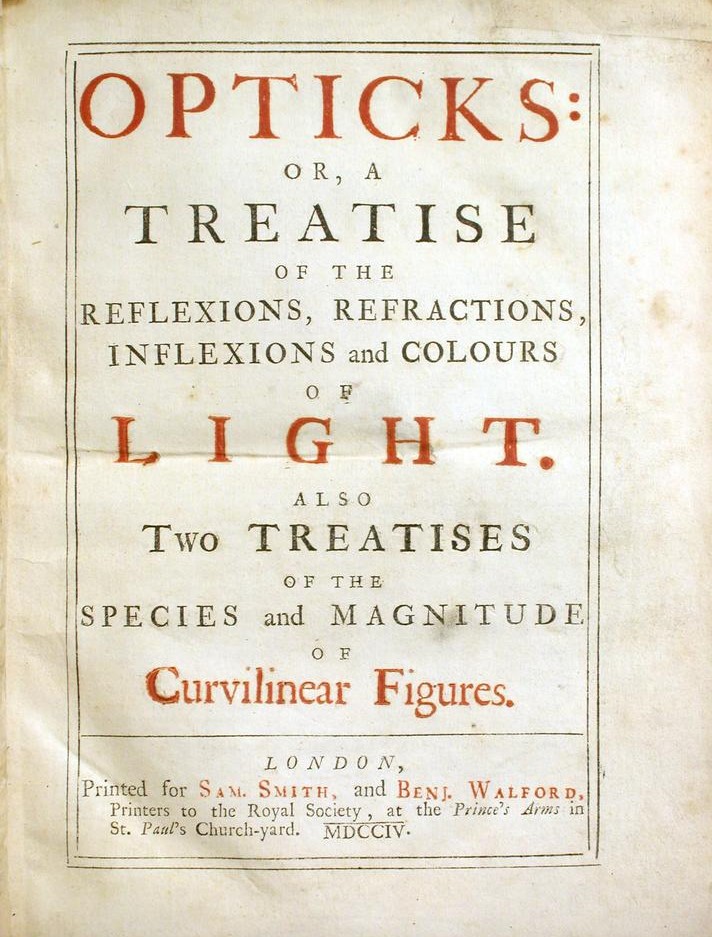 OPTICKS:
OR, A
TREATISE
OF THE
REFLEXIONS, REFRACTIONS,
INFLEXIONS and COLOURS
OF
LIGHT.
ALSO
Two TREATISES
OF THE
SPECIES and MAGNITUDE
OF
Curvilinear Figures.
LONDON,
Printed for SAM. SMITH, and BENJ. WALFORD,
Printers to the Royal Society, at the Prince's Arms in
St. Paul's Church-yard. MDCCIV.